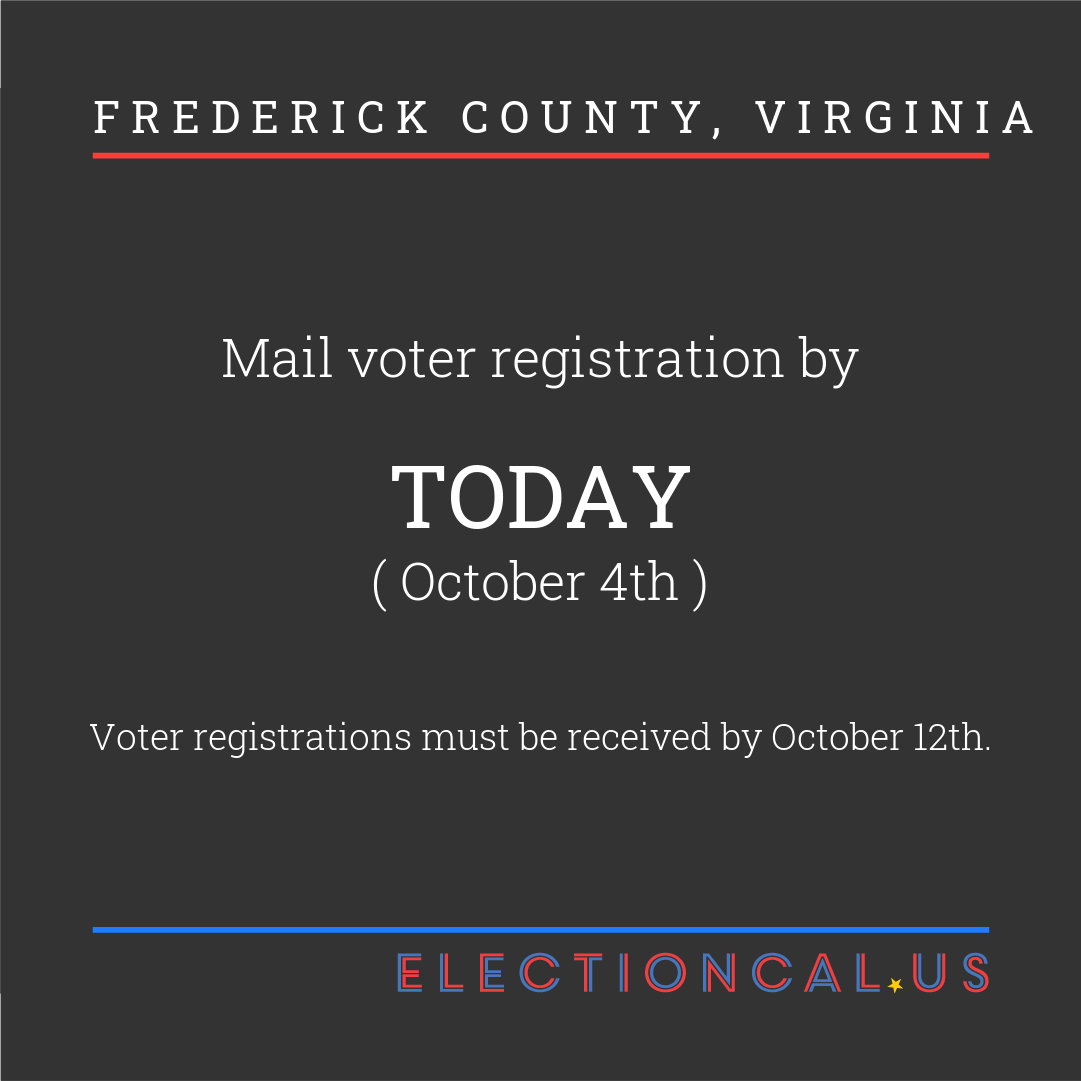 FREDERICK COUNTY, VIRGINIA
Mail voter registration by
TODAY
( October 4th )
Voter registrations must be received by October 12th.
ELECTIONCAL.US